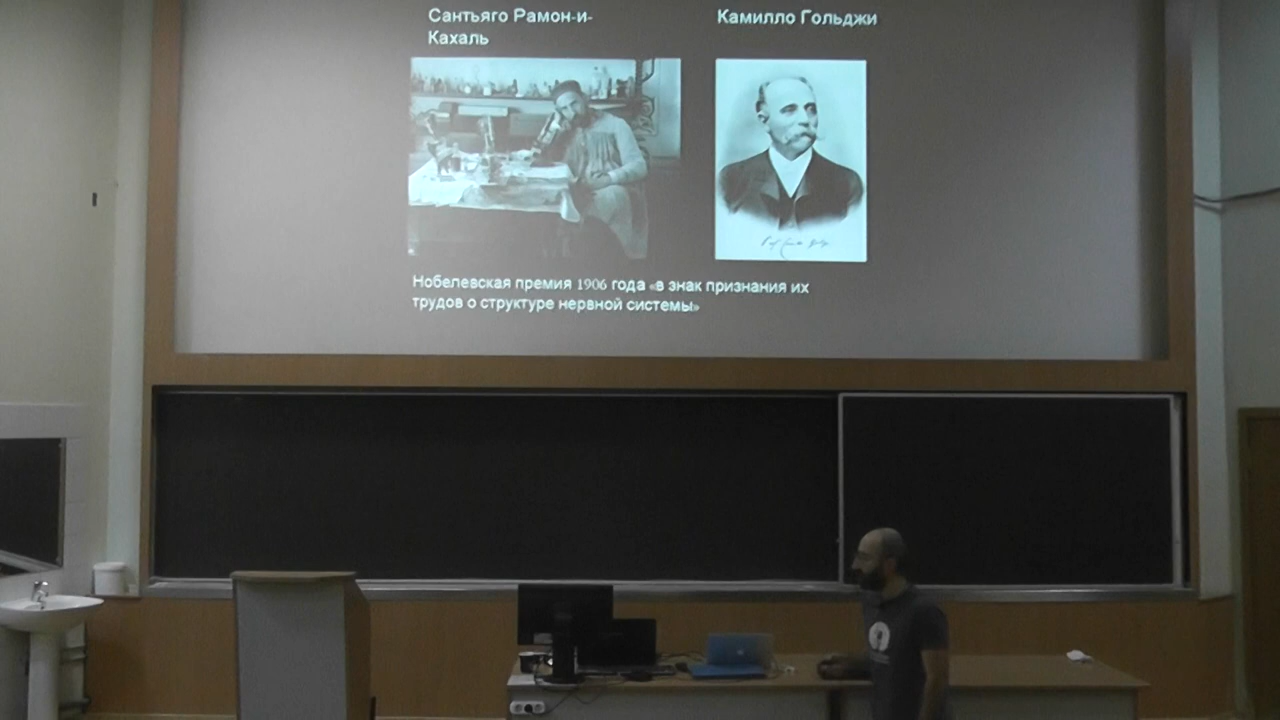 Сантьяго Рамон-и-
Кахаль
Камилло Гольджи
Нобелевская премия 1906 года «в знак признания их
трудов о структуре нервной системы»